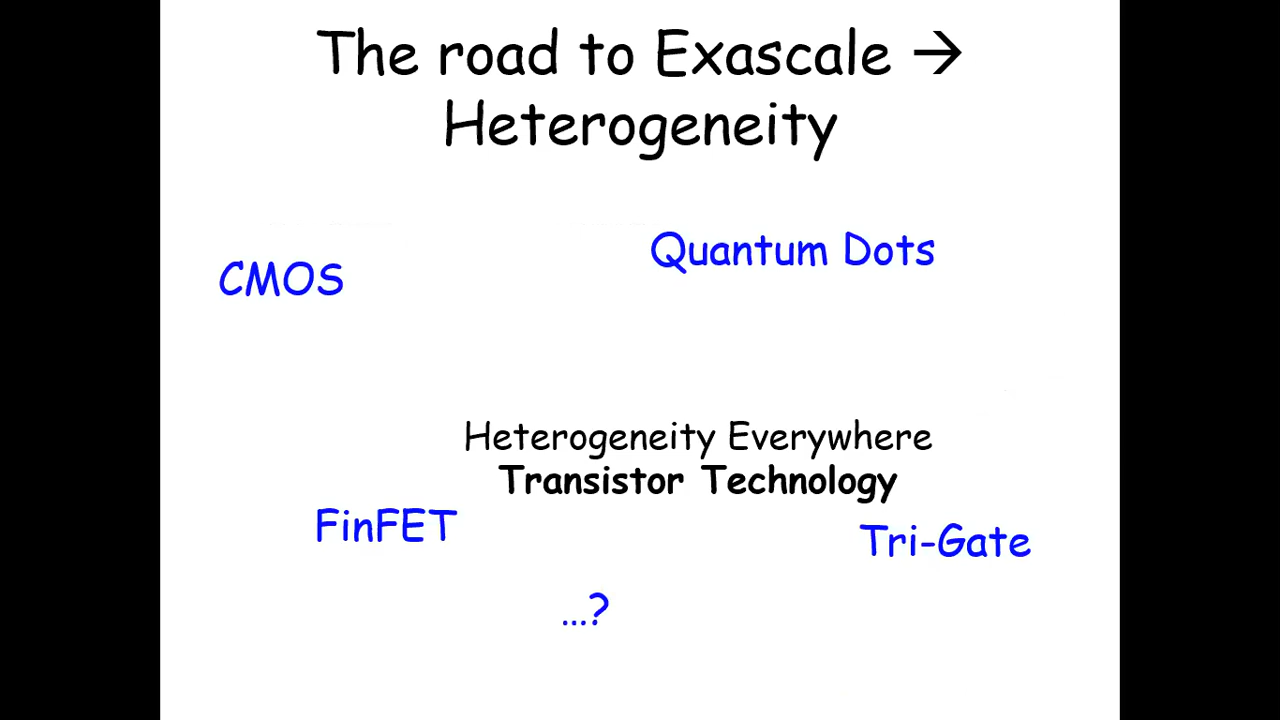 The road to Exascale →
Heterogeneity
Quantum Dots
CMOS
Heterogeneity Everywhere
Transistor Technology
FinFET
Tri-Gate
...?